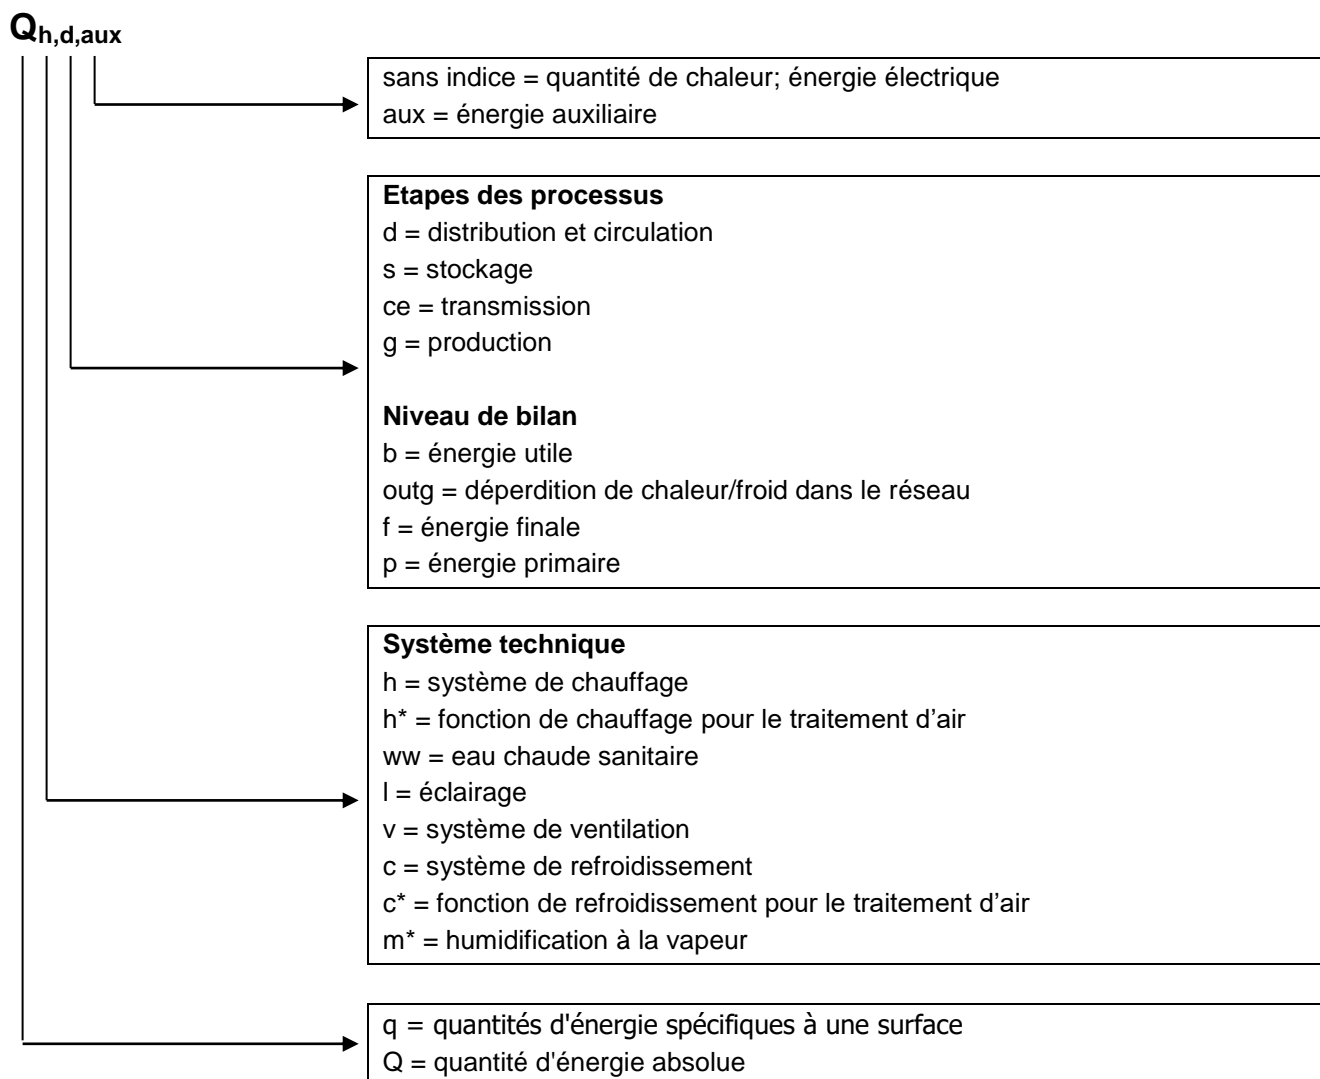 Qh,d,aux
sans indice = quantité de chaleur; énergie électrique
aux = énergie auxiliaire
Etapes des processus
d = distribution et circulation
s = stockage
ce = transmission
g = production
Niveau de bilan
b = énergie utile
outg = déperdition de chaleur/froid dans le réseau
f = énergie finale
p = énergie primaire
Système technique
h = système de chauffage
h* = fonction de chauffage pour le traitement d’air
ww = eau chaude sanitaire
l = éclairage
v = système de ventilation
c = système de refroidissement
c* = fonction de refroidissement pour le traitement d’air
m* = humidification à la vapeur
q = quantités d'énergie spécifiques à une surface
Q = quantité d'énergie absolue